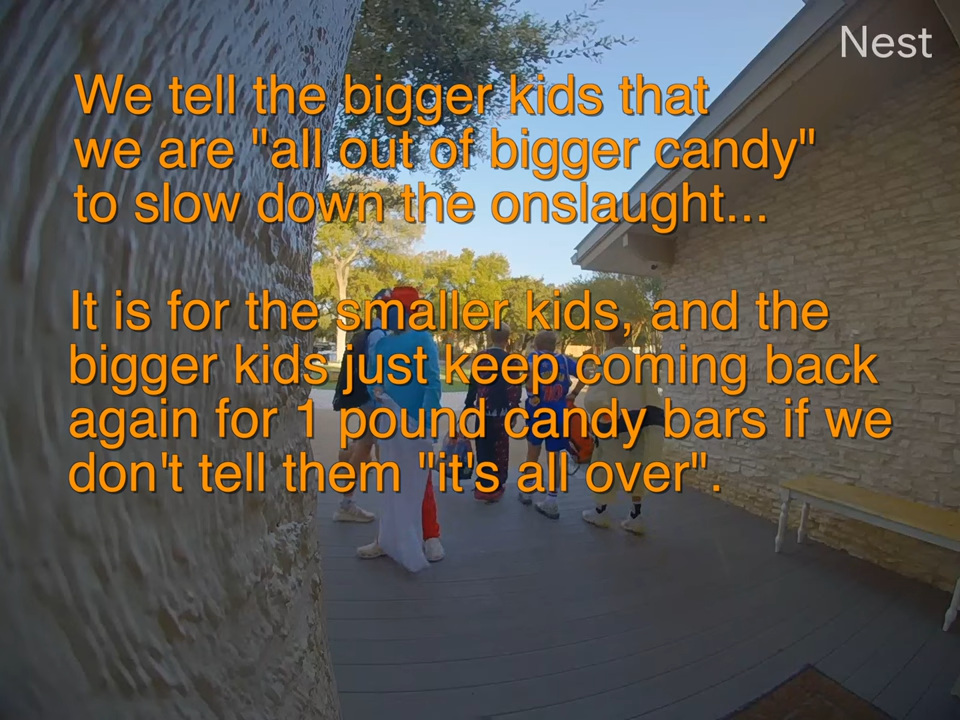 Nest
We tell the bigger kids that
we are "all out of bigger candy"
to slow down the onslaught...
It is for the smaller kids, and the
bigger kids just keep coming back
again for 1 pound candy bars if we
don't tell them "it's all over".